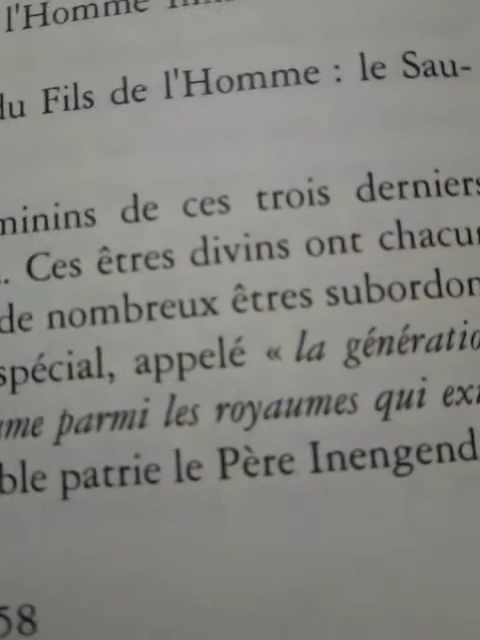 l'Homme
du Fils de l'Homme : le Sau-
minins de ces trois derniers
. Ces êtres divins ont chacun
de nombreux êtres subordon
spécial, appelé « la génératio
me parmi les royaumes qui exi
ble patrie le Père Inengend
58